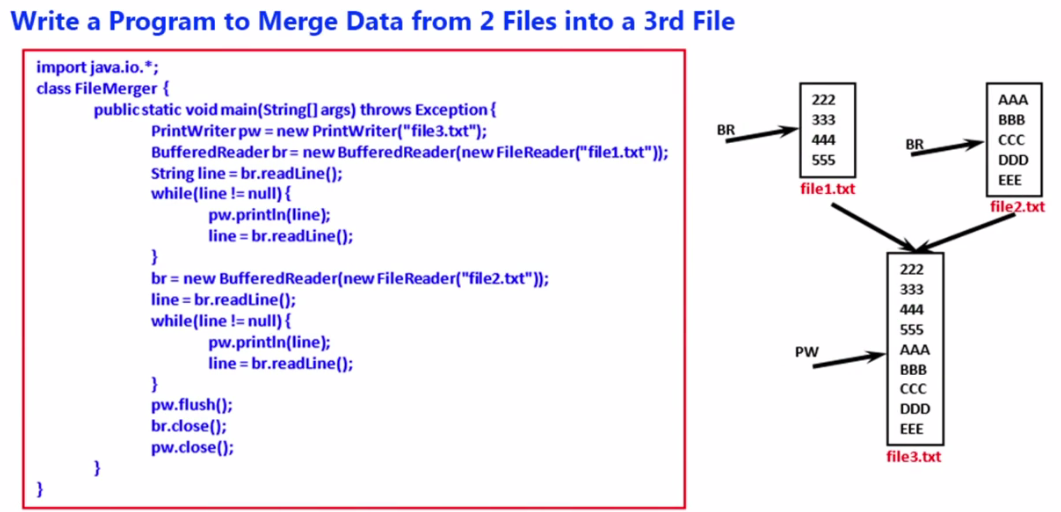 Write a Program to Merge Data from 2 Files into a 3rd File
import java.io.*;
class FileMerger {
public static void main(String[] args) throws Exception {
PrintWriter pw = new PrintWriter("file3.txt");
BufferedReader br = new BufferedReader(new FileReader("file1.txt"));
String line = br.readLine();
while(line != null) {
pw.println(line);
line = br.readLine();
}
br = new BufferedReader(new FileReader("file2.txt"));
line = br.readLine();
while(line != null) {
pw.println(line);
line = br.readLine();
}
pw.flush();
br.close();
pw.close();
}
}
BR
222
333
444
555
file1.txt
BR
AAA
BBB
CCC
DDD
EEE
file2.txt
PW
222
333
444
555
AAA
BBB
CCC
DDD
EEE
file3.txt